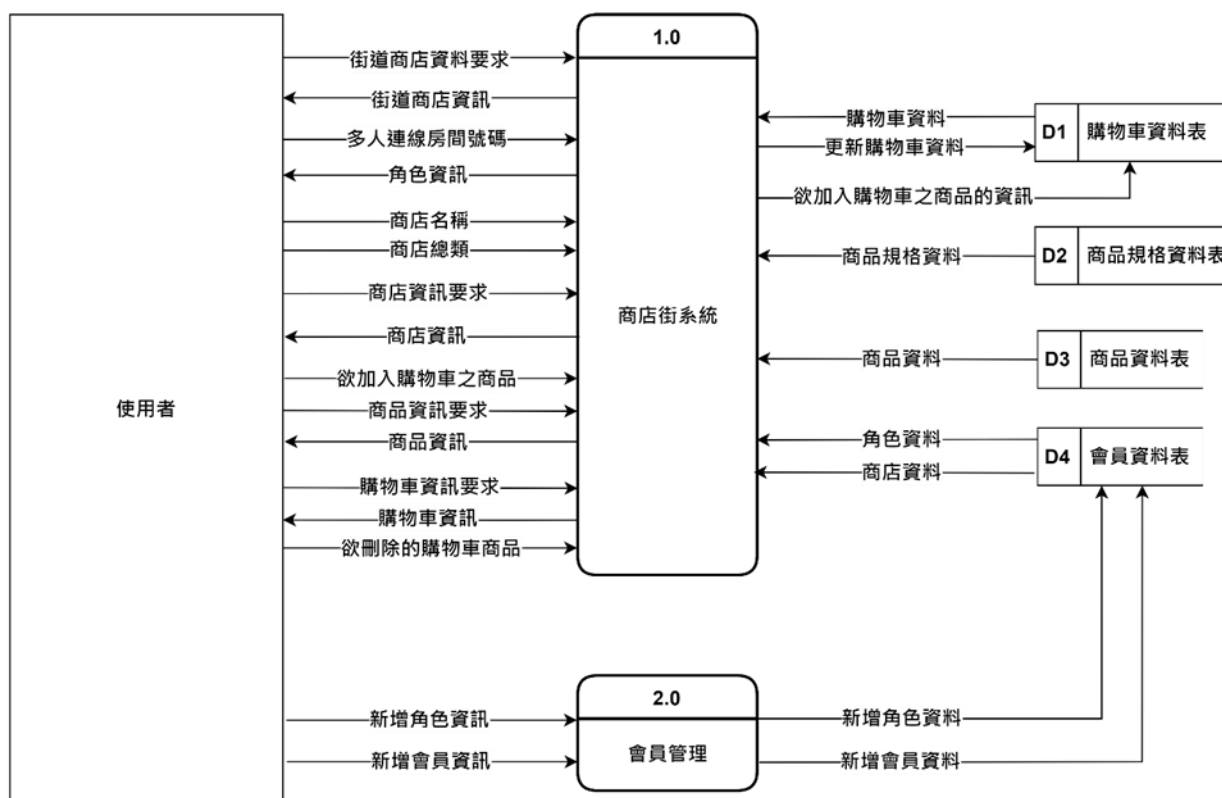 使用者
街道商店資料要求
街道商店資訊
多人連線房間號碼
角色資訊
商店名稱
商店總類
商店資訊要求
商店資訊
欲加入購物車之商品
商品資訊要求
商品資訊
購物車資訊要求
購物車資訊
欲刪除的購物車商品
新增角色資訊
新增會員資訊
1.0
商店街系統
2.0
會員管理
購物車資料
更新購物車資料
欲加入購物車之商品的資訊
商品規格資料
商品資料
角色資料
商店資料
新增角色資料
新增會員資料
D1 購物車資料表
D2 商品規格資料表
D3 商品資料表
D4 會員資料表